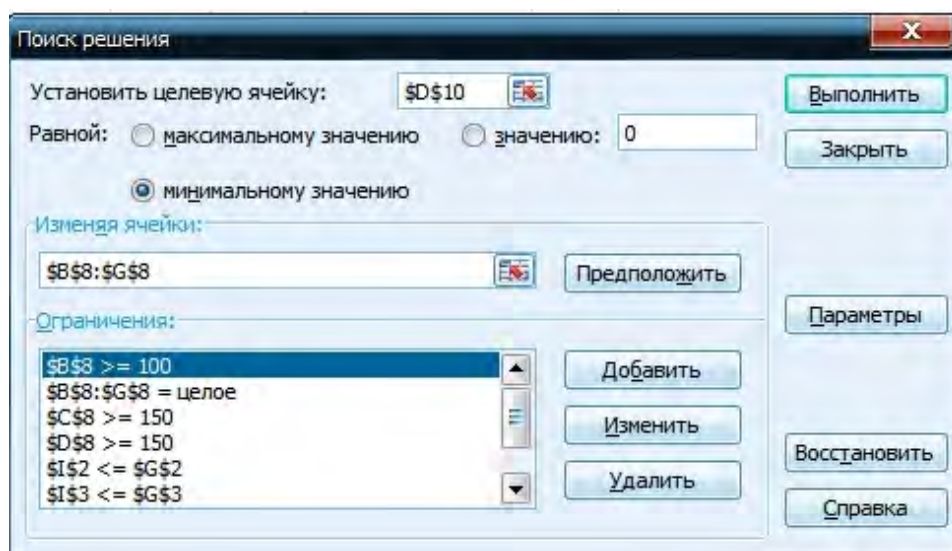 Поиск решения
Установить целевую ячейку: $D$10
Выполнить
Равной: максимальному значению значению: 0
Закрыть
минимальному значению
Изменяя ячейки:
$B$8:$G$8 Предположить
Ограничения:
Параметры
$B$8 >= 100
Добавить
$B$8:$G$8 = целое
$C$8 >= 150
Изменить
$D$8 >= 150
Восстановить
$I$2 <= $G$2
Удалить
$I$3 <= $G$3
Справка